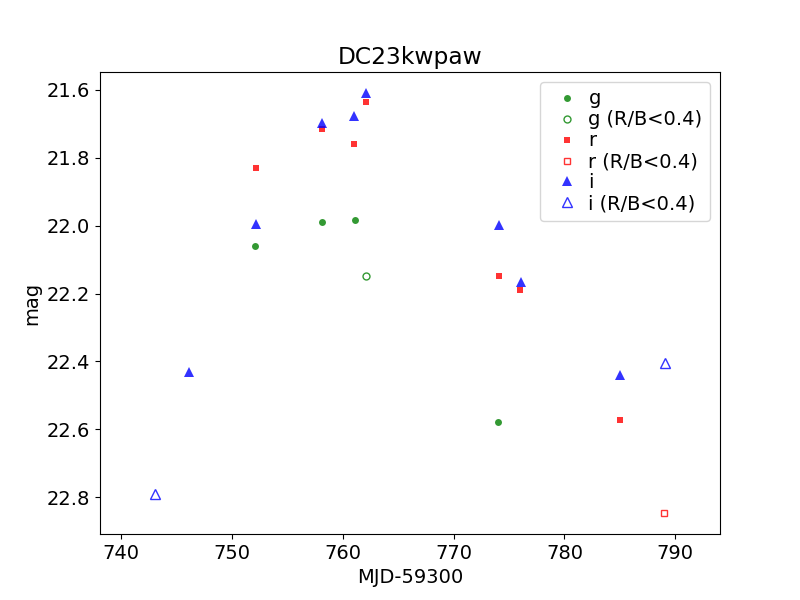 DC23kwpaw
21.6
21.8
22.0
22.2
22.4
22.6
22.8
mag
740
750
760
770
780
790
MJD-59300
g
g (R/B<0.4)
r
r (R/B<0.4)
i
i (R/B<0.4)